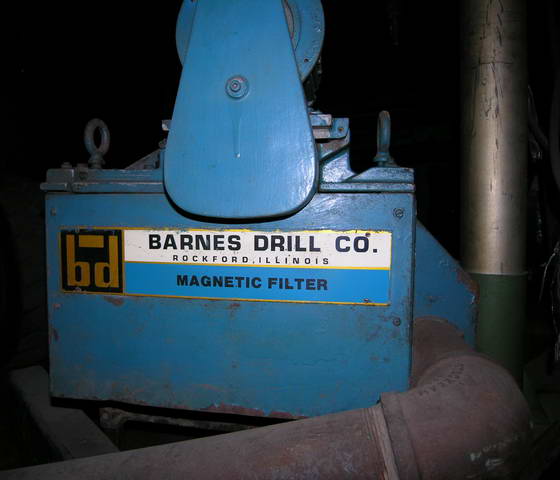 bd
BARNES DRILL CO.
ROCKFORD, ILLINOIS
MAGNETIC FILTER